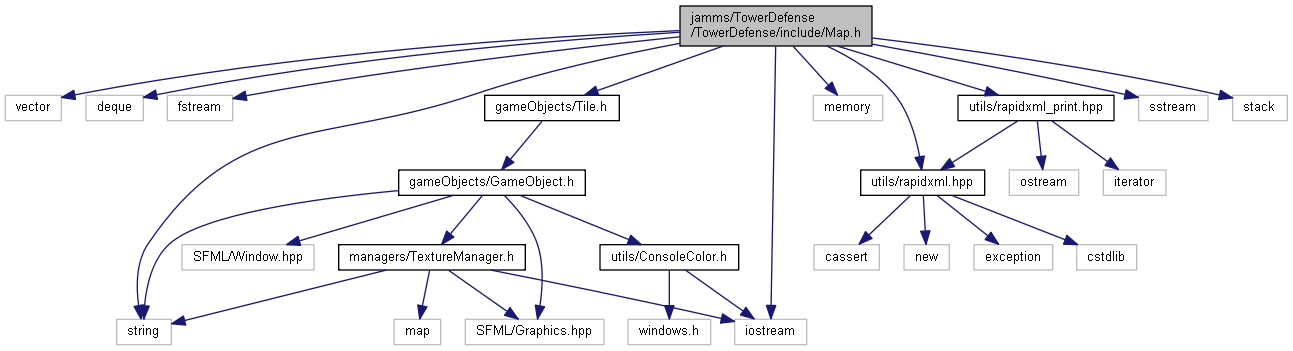 jamms/TowerDefense
/TowerDefense/include/Map.h
vector
deque
fstream
gameObjects/Tile.h
memory
utils/rapidxml_print.hpp
sstream
stack
gameObjects/GameObject.h
utils/rapidxml.hpp
ostream
iterator
SFML/Window.hpp
managers/TextureManager.h
utils/ConsoleColor.h
cassert
new
exception
cstdlib
string
map
SFML/Graphics.hpp
windows.h
iostream